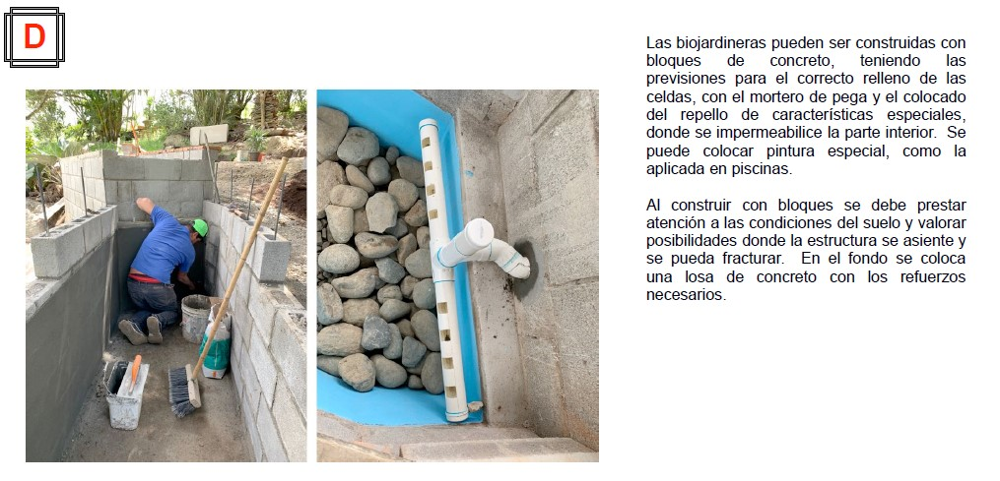 D
Las biojardineras pueden ser construidas con
bloques de concreto, teniendo las
previsiones para el correcto relleno de las
celdas, con el mortero de pega y el colocado
del repello de características especiales,
donde se impermeabilice la parte interior. Se
puede colocar pintura especial, como la
aplicada en piscinas.
Al construir con bloques se debe prestar
atención a las condiciones del suelo y valorar
posibilidades donde la estructura se asiente y
se pueda fracturar. En el fondo se coloca
una losa de concreto con los refuerzos
necesarios.